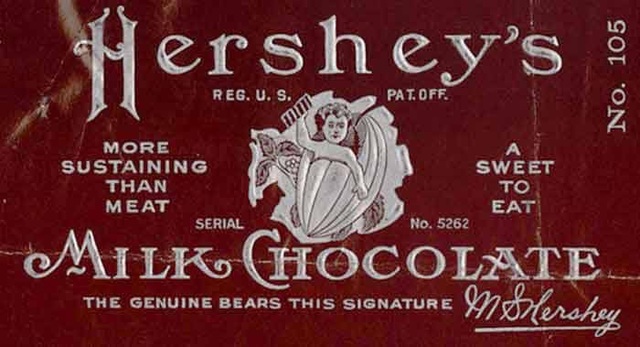 Hershey's
REG. U. S. PAT. OFF.
No. 105
MORE
SUSTAINING
THAN
MEAT
A
SWEET
TO
EAT
SERIAL No. 5262
MILK CHOCOLATE
THE GENUINE BEARS THIS SIGNATURE M S Hershey